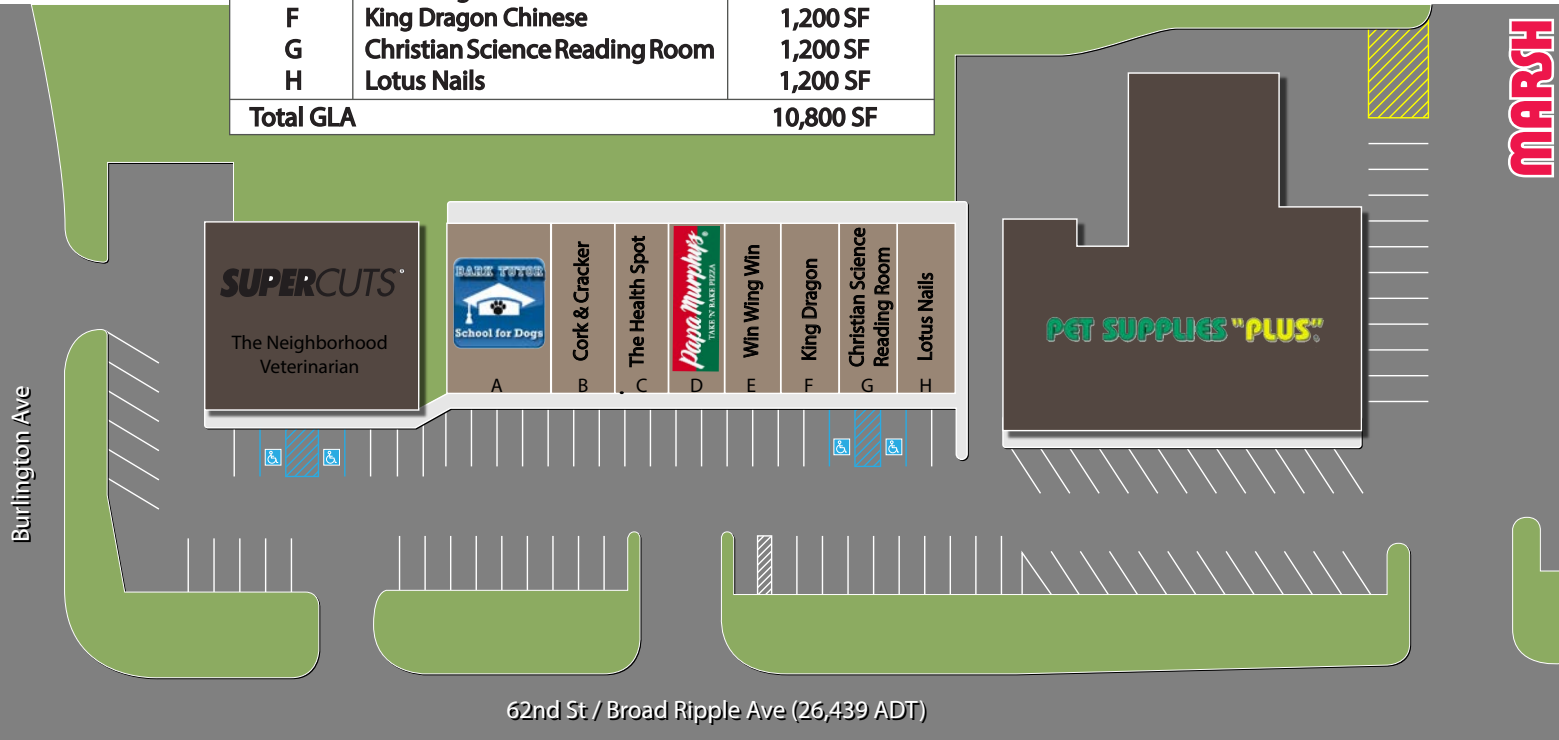 F King Dragon Chinese 1,200 SF
G Christian Science Reading Room 1,200 SF
H Lotus Nails 1,200 SF
Total GLA 10,800 SF
MARSH
SUPERCUTS
The Neighborhood
Veterinarian
BARK TUTOR
School for Dogs
A
Cork & Cracker
B
The Health Spot
C
Papa Murphy's®
TAKE 'N' BAKE PIZZA
D
Win Wing Win
E
King Dragon
F
Christian Science
Reading Room
G
Lotus Nails
H
PET SUPPLIES "PLUS"
Burlington Ave
62nd St / Broad Ripple Ave (26,439 ADT)